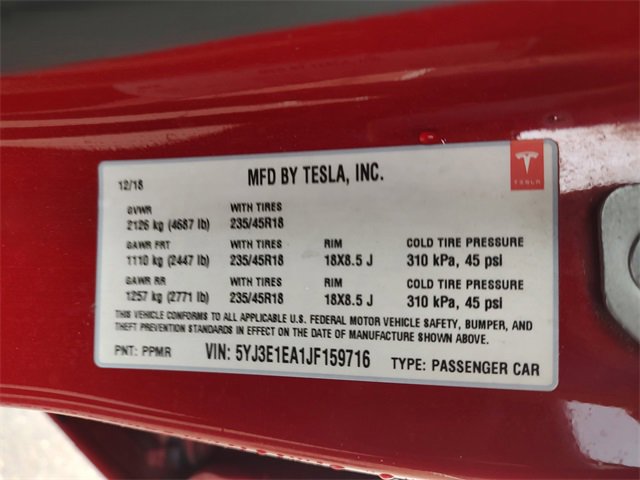 12/18 MFD BY TESLA, INC. TESLA
GVWR WITH TIRES
2126 kg (4687 lb) 235/45R18
GAWR FRT WITH TIRES RIM COLD TIRE PRESSURE
1110 kg (2447 lb) 235/45R18 18X8.5 J 310 kPa, 45 psi
GAWR RR WITH TIRES RIM COLD TIRE PRESSURE
1257 kg (2771 lb) 235/45R18 18X8.5 J 310 kPa, 45 psi
THIS VEHICLE CONFORMS TO ALL APPLICABLE U.S. FEDERAL MOTOR VEHICLE SAFETY, BUMPER, AND
THEFT PREVENTION STANDARDS IN EFFECT ON THE DATE OF MANUFACTURE SHOWN ABOVE.
PNT: PPMR VIN: 5YJ3E1EA1JF159716 TYPE: PASSENGER CAR